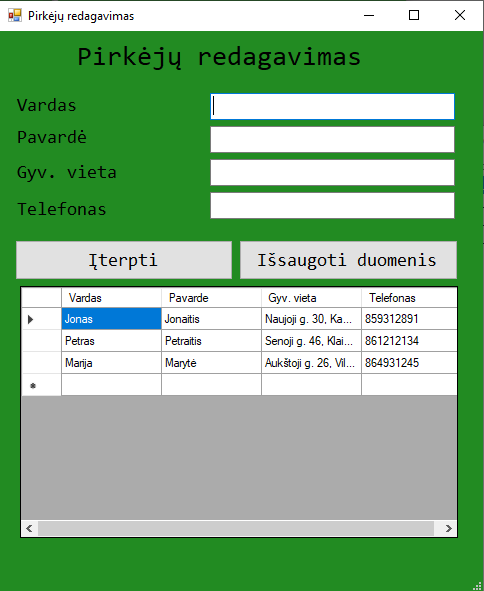 Pirkėjų redagavimas
Pirkėjų redagavimas
Vardas
Pavardė
Gyv. vieta
Telefonas
Įterpti Išsaugoti duomenis
Vardas Pavarde Gyv. vieta Telefonas
Jonas Jonaitis Naujoji g. 30, Ka... 859312891
Petras Petraitis Senoji g. 46, Klai... 861212134
Marija Marytė Aukštoji g. 26, Vil... 864931245